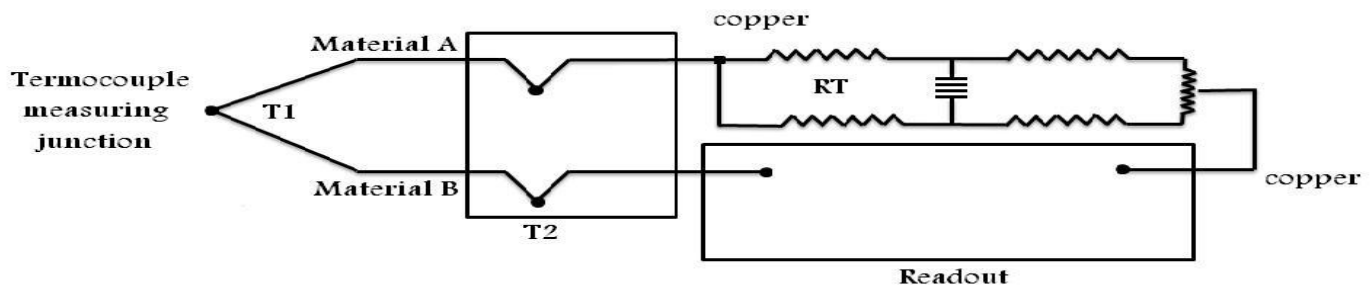 copper
Material A
Termocouple
measuring
junction
T1
RT
Material B
T2
copper
Readout